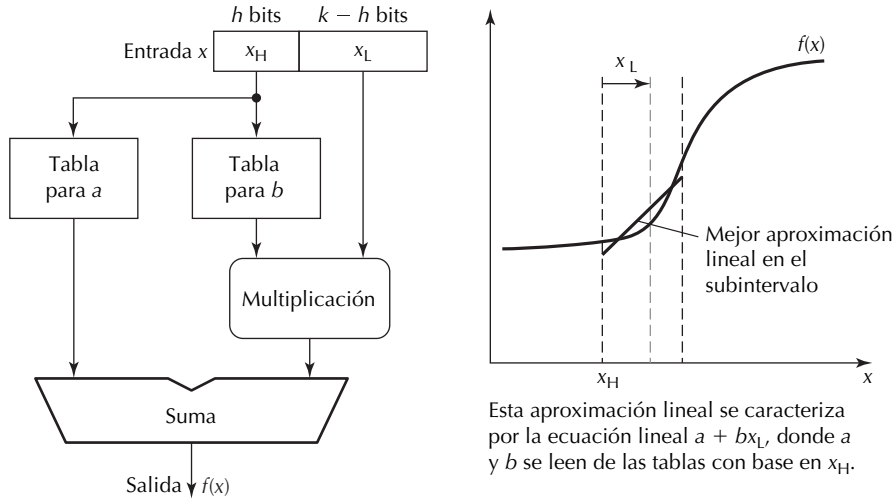 h bits
k − h bits
Entrada x
x_H
x_L
Tabla
para a
Tabla
para b
Multiplicación
Suma
Salida
f(x)
f(x)
x_L
Mejor aproximación
lineal en el
subintervalo
x_H
x
Esta aproximación lineal se caracteriza
por la ecuación lineal a + bx_L, donde a
y b se leen de las tablas con base en x_H.